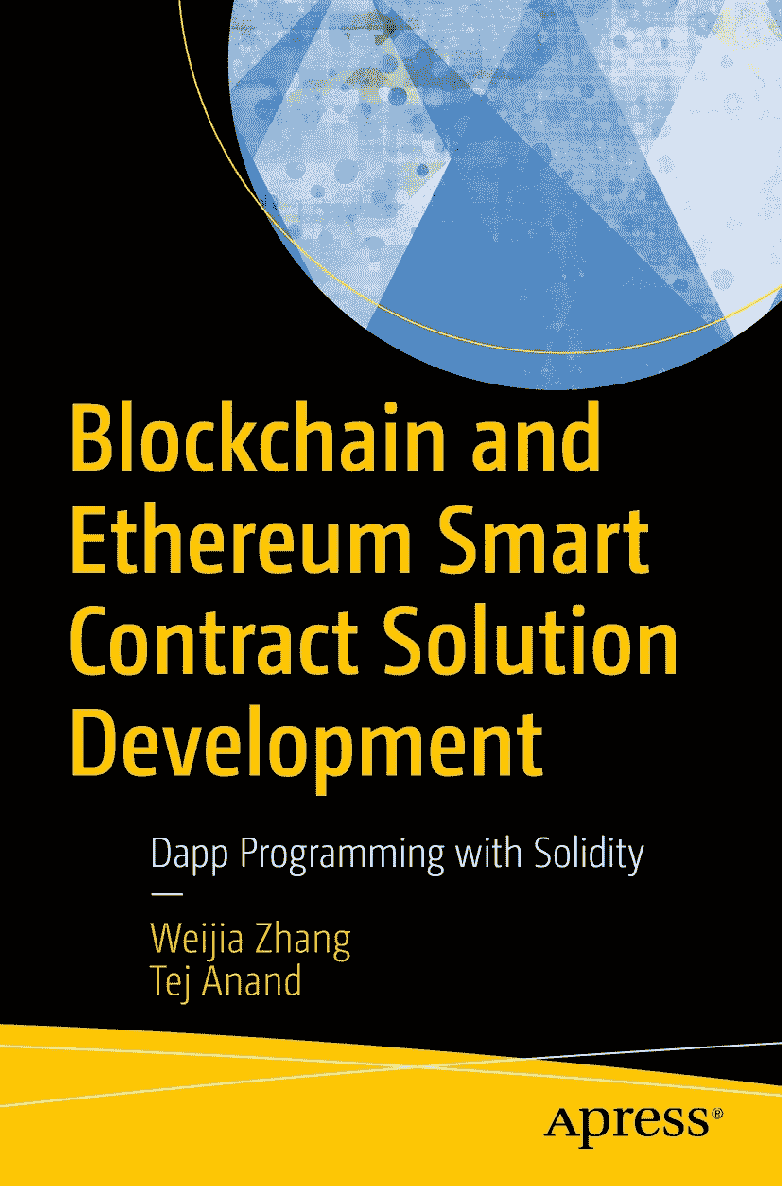 Blockchain and
Ethereum Smart
Contract Solution
Development
Dapp Programming with Solidity
Weijia Zhang
Tej Anand
Apress®